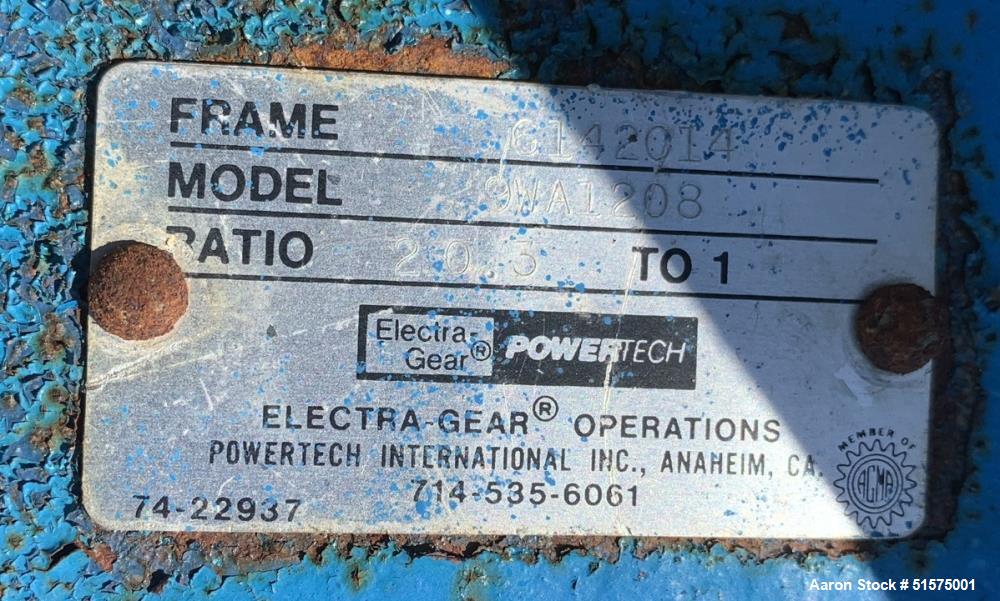 FRAME G142014
MODEL 9WA1208
RATIO 20.3 TO 1
Electra-
Gear® POWERTECH
ELECTRA-GEAR® OPERATIONS
POWERTECH INTERNATIONAL INC., ANAHEIM, CA.
714-535-6061
74-22937
MEMBER OF
AGMA
Aaron Stock # 51575001